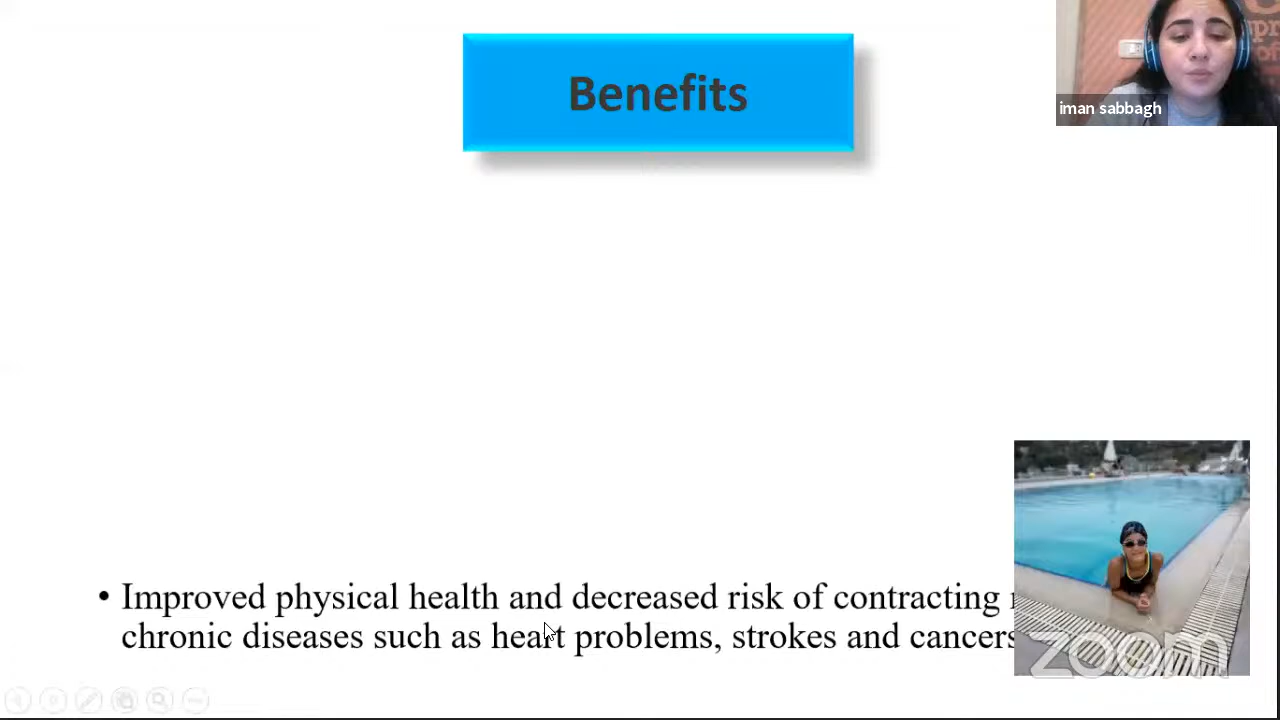 Benefits
iman sabbagh
• Improved physical health and decreased risk of contracting
chronic diseases such as heart problems, strokes and cancers
zoom